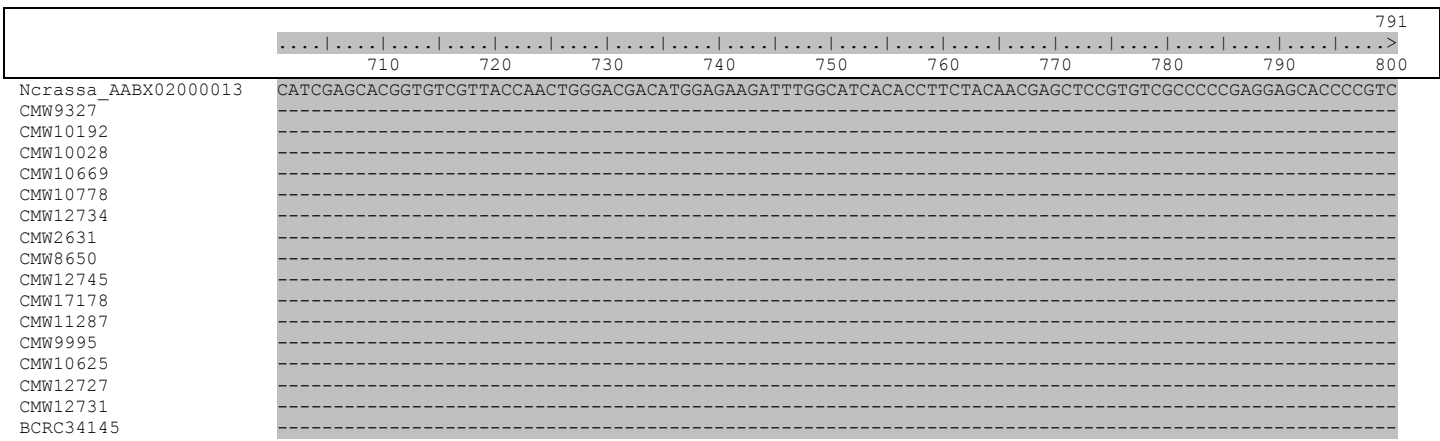 791
....|....|....|....|....|....|....|....|....|....|....|....|....|....|....|....|....|....|....|....>
710 720 730 740 750 760 770 780 790 800
Ncrassa_AABX02000013 CATCGAGCACGGTGTCGTTACCAACTGGGACGACATGGAGAAGATTTGGCATCACACCTTCTACAACGAGCTCCGTGTCGCCCCCGAGGAGCACCCCGTC
CMW9327 ----------------------------------------------------------------------------------------------------
CMW10192 ----------------------------------------------------------------------------------------------------
CMW10028 ----------------------------------------------------------------------------------------------------
CMW10669 ----------------------------------------------------------------------------------------------------
CMW10778 ----------------------------------------------------------------------------------------------------
CMW12734 ----------------------------------------------------------------------------------------------------
CMW2631 ----------------------------------------------------------------------------------------------------
CMW8650 ----------------------------------------------------------------------------------------------------
CMW12745 ----------------------------------------------------------------------------------------------------
CMW17178 ----------------------------------------------------------------------------------------------------
CMW11287 ----------------------------------------------------------------------------------------------------
CMW9995 ----------------------------------------------------------------------------------------------------
CMW10625 ----------------------------------------------------------------------------------------------------
CMW12727 ----------------------------------------------------------------------------------------------------
CMW12731 ----------------------------------------------------------------------------------------------------
BCRC34145 ----------------------------------------------------------------------------------------------------